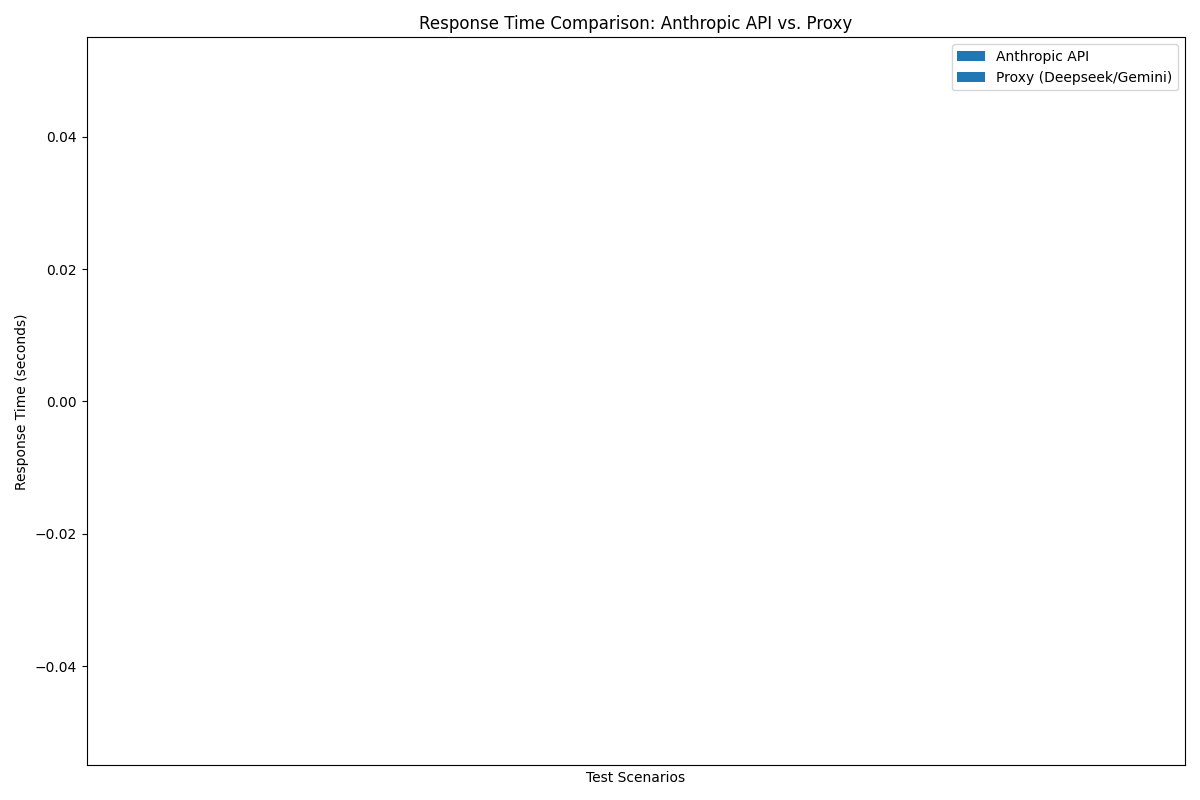 Response Time Comparison: Anthropic API vs. Proxy
Anthropic API
Proxy (Deepseek/Gemini)
0.04
0.02
0.00
−0.02
−0.04
Response Time (seconds)
Test Scenarios